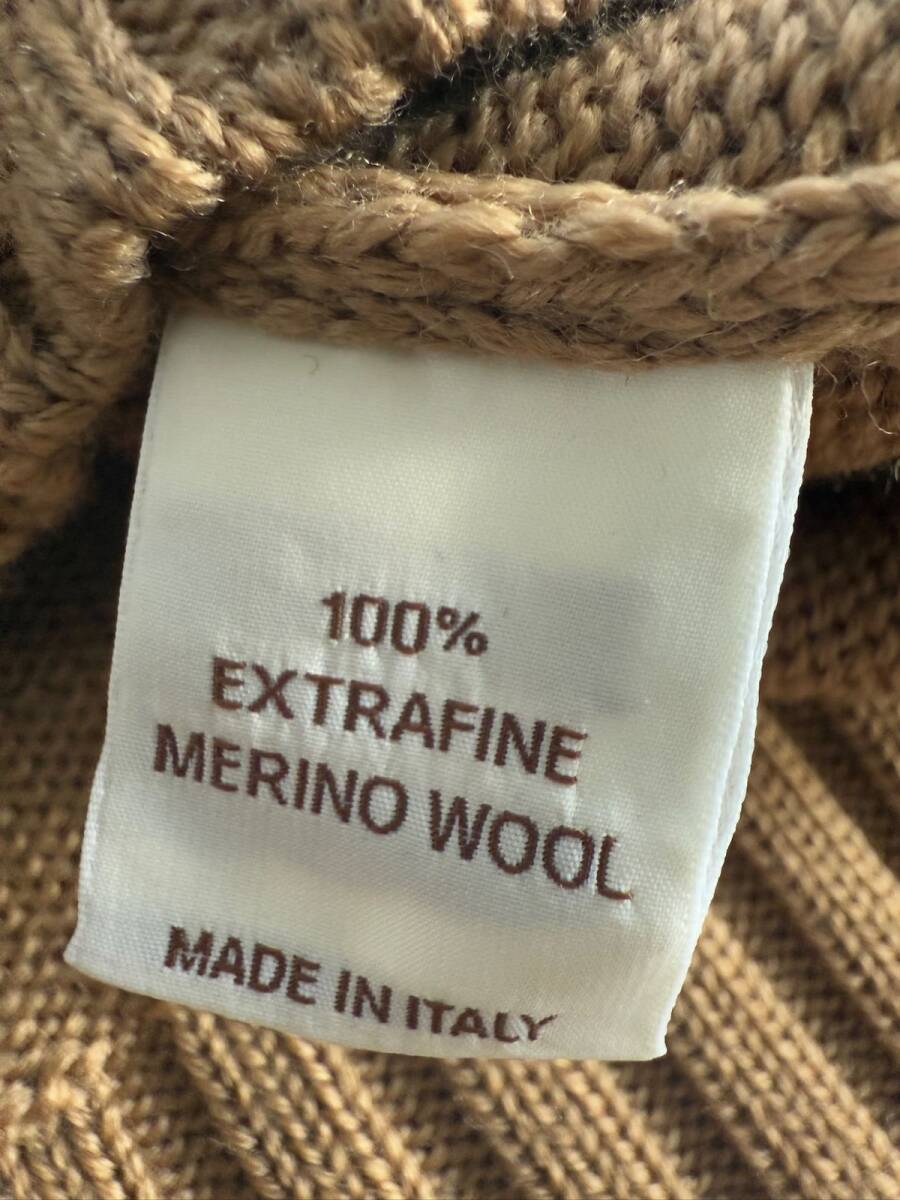 100%
EXTRAFINE
MERINO WOOL
MADE IN ITALY